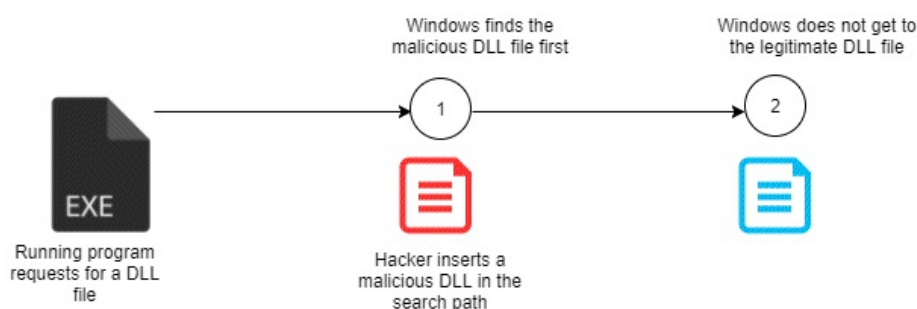 Windows finds the
malicious DLL file first
Windows does not get to
the legitimate DLL file
1
2
EXE
Running program
requests for a DLL
file
Hacker inserts a
malicious DLL in the
search path